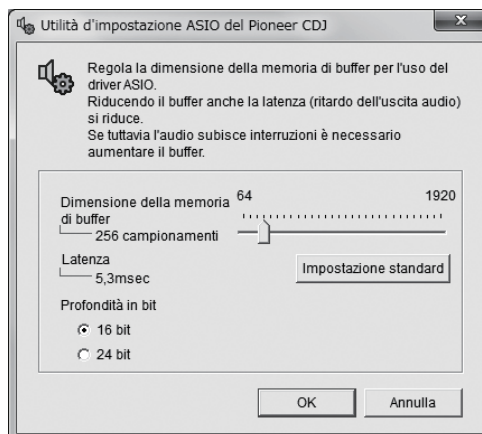 Utilità d'impostazione ASIO del Pioneer CDJ
Regola la dimensione della memoria di buffer per l'uso del
driver ASIO.
Riducendo il buffer anche la latenza (ritardo dell'uscita audio)
si riduce.
Se tuttavia l'audio subisce interruzioni è necessario
aumentare il buffer.
Dimensione della memoria
di buffer
64
1920
256 campionamenti
Latenza
5,3msec
Impostazione standard
Profondità in bit
16 bit
24 bit
OK
Annulla